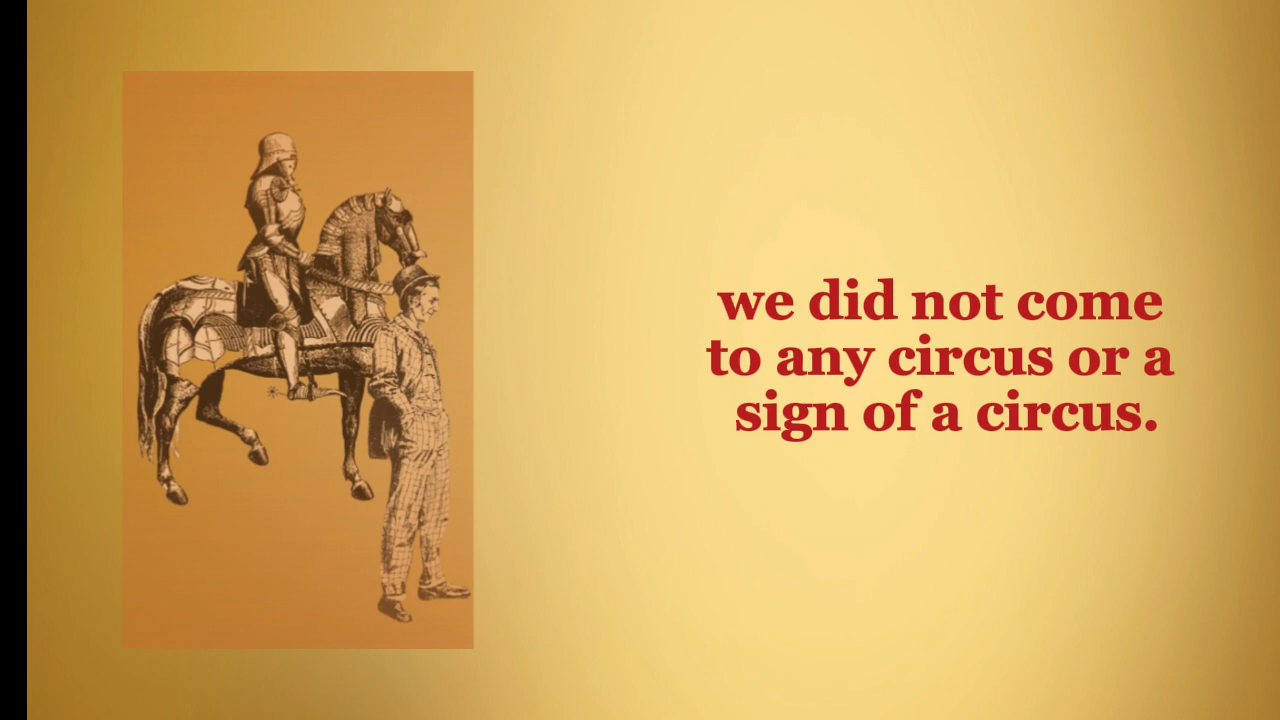 we did not come
to any circus or a
sign of a circus.